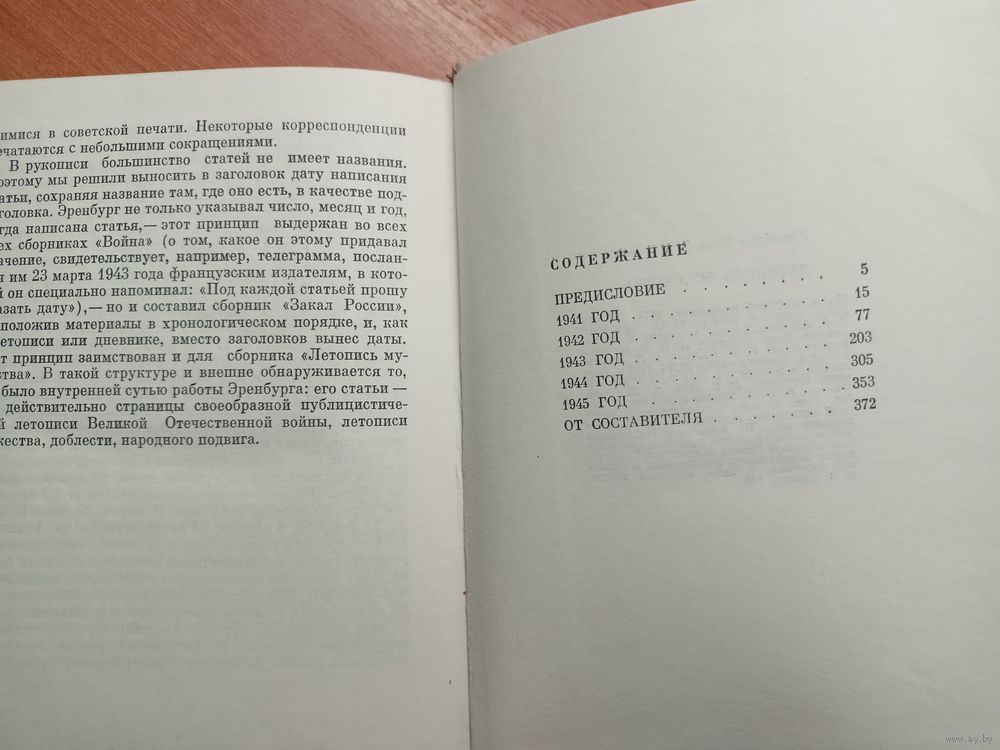 имися в советской печати. Некоторые корреспонденции
чатаются с небольшими сокращениями.
В рукописи большинство статей не имеет названия.
оэтому мы решили выносить в заголовок дату написания
атьи, сохраняя название там, где оно есть, в качестве под-
головка. Эренбург не только указывал число, месяц и год,
гда написана статья,— этот принцип выдержан во всех
ех сборниках «Война» (о том, какое он этому придавал
ачение, свидетельствует, например, телеграмма, послан-
я им 23 марта 1943 года французским издателям, в кото-
й он специально напоминал: «Под каждой статьей прошу
азать дату»),— но и составил сборник «Закал России»,
положив материалы в хронологическом порядке, и, как
етописи или дневнике, вместо заголовков вынес даты.
т принцип заимствован и для сборника «Летопись му-
ства». В такой структуре и внешне обнаруживается то,
было внутренней сутью работы Эренбурга: его статьи —
действительно страницы своеобразной публицистиче-
й летописи Великой Отечественной войны, летописи
жества, доблести, народного подвига.
СОДЕРЖАНИЕ
ПРЕДИСЛОВИЕ . . . . . . . 5
1941 ГОД . . . . . . . . . 15
1942 ГОД . . . . . . . . . 77
1943 ГОД . . . . . . . . . 203
1944 ГОД . . . . . . . . . 305
1945 ГОД . . . . . . . . . 353
ОТ СОСТАВИТЕЛЯ . . . . . . 372
www.ay.by